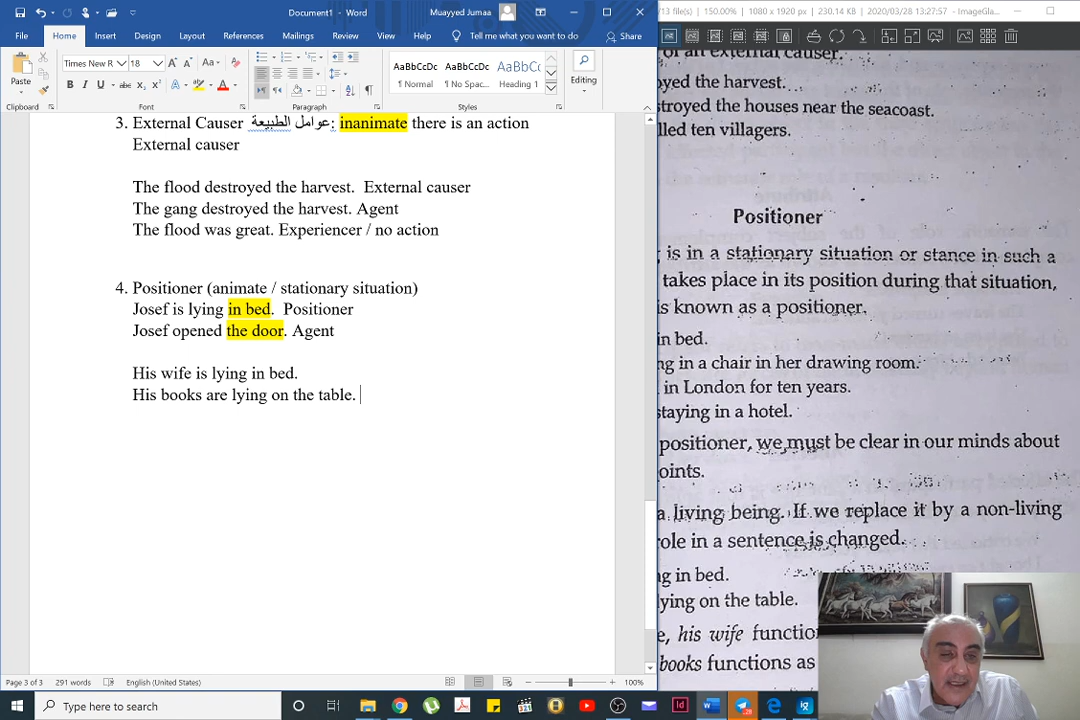 Document1 - Word
Muayyed Jumaa
/13 file(s) | 150.00% | 1080 x 1920 px | 230.14 KB | 2020/03/28 13:27:57 - ImageGla...
File Home Insert Design Layout References Mailings Review View Help Tell me what you want to do Share
Paste
Times New R 18
AaBbCcDc AaBbCcDc AaBbC
¶ Normal ¶ No Spac... Heading 1
Editing
Clipboard Font Paragraph Styles
3. External Causer عوامل الطبيعة: inanimate there is an action
External causer
The flood destroyed the harvest. External causer
The gang destroyed the harvest. Agent
The flood was great. Experiencer / no action
4. Positioner (animate / stationary situation)
Josef is lying in bed. Positioner
Josef opened the door. Agent
His wife is lying in bed.
His books are lying on the table.
or an external causer.
oyed the harvest.
stroyed the houses near the seacoast.
lled ten villagers.
Positioner
is in a stationary situation or stance in such a
takes place in its position during that situation,
is known as a positioner.
in bed.
ng in a chair in her drawing room.
in London for ten years.
staying in a hotel.
positioner, we must be clear in our minds about
oints.
a living being. If we replace it by a non-living
role in a sentence is changed.
ng in bed.
lying on the table.
e, his wife functio
books functions as
Page 3 of 3 291 words English (United States) 100%
Type here to search